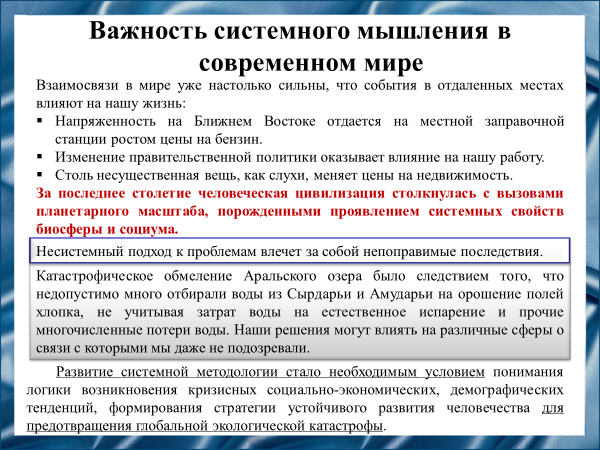 Важность системного мышления в
современном мире
Взаимосвязи в мире уже настолько сильны, что события в отдаленных местах
влияют на нашу жизнь:
▪ Напряженность на Ближнем Востоке отдается на местной заправочной
станции ростом цены на бензин.
▪ Изменение правительственной политики оказывает влияние на нашу работу.
▪ Столь несущественная вещь, как слухи, меняет цены на недвижимость.
За последнее столетие человеческая цивилизация столкнулась с вызовами
планетарного масштаба, порожденными проявлением системных свойств
биосферы и социума.
Несистемный подход к проблемам влечет за собой непоправимые последствия.
Катастрофическое обмеление Аральского озера было следствием того, что
недопустимо много отбирали воды из Сырдарьи и Амударьи на орошение полей
хлопка, не учитывая затрат воды на естественное испарение и прочие
многочисленные потери воды. Наши решения могут влиять на различные сферы о
связи с которыми мы даже не подозревали.
Развитие системной методологии стало необходимым условием понимания
логики возникновения кризисных социально-экономических, демографических
тенденций, формирования стратегии устойчивого развития человечества для
предотвращения глобальной экологической катастрофы.